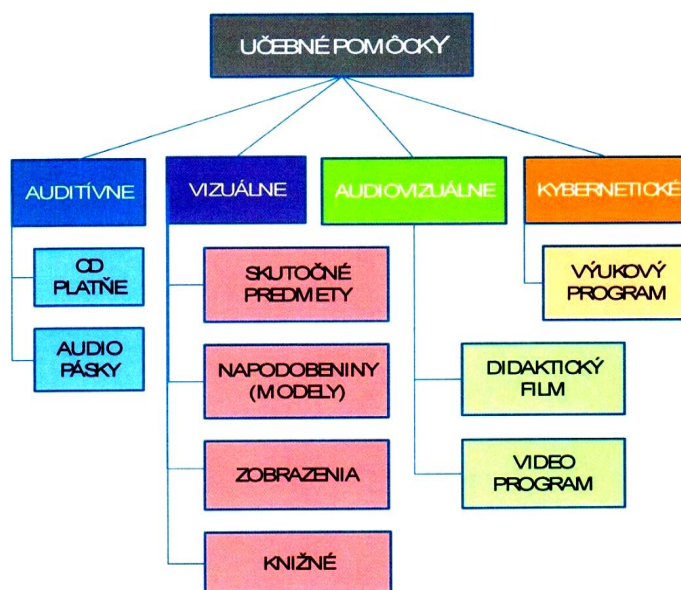 UČEBNÉ POMÔCKY
AUDITÍVNE
VIZUÁLNE
AUDIOVIZUÁLNE
KYBERNETICKÉ
CD
PLATŇE
AUDIO
PÁSKY
SKUTOČNÉ
PREDMETY
NAPODOBENINY
(MODELY)
ZOBRAZENIA
KNIŽNÉ
DIDAKTICKÝ
FILM
VIDEO
PROGRAM
VÝUKOVÝ
PROGRAM